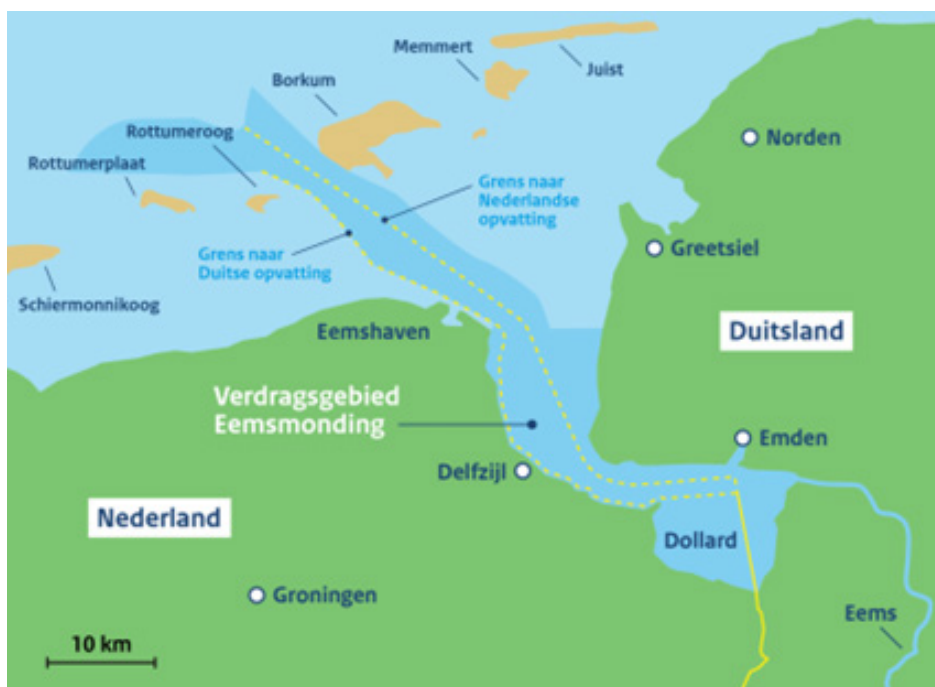 Memmert
Juist
Borkum
Rottumeroog
Norden
Rottumerplaat
Grens naar
Nederlandse
opvatting
Grens naar
Duitse opvatting
Greetsiel
Schiermonnikoog
Eemshaven
Duitsland
Verdragsgebied
Eemsmonding
Emden
Delfzijl
Nederland
Dollard
Groningen
Eems
10 km